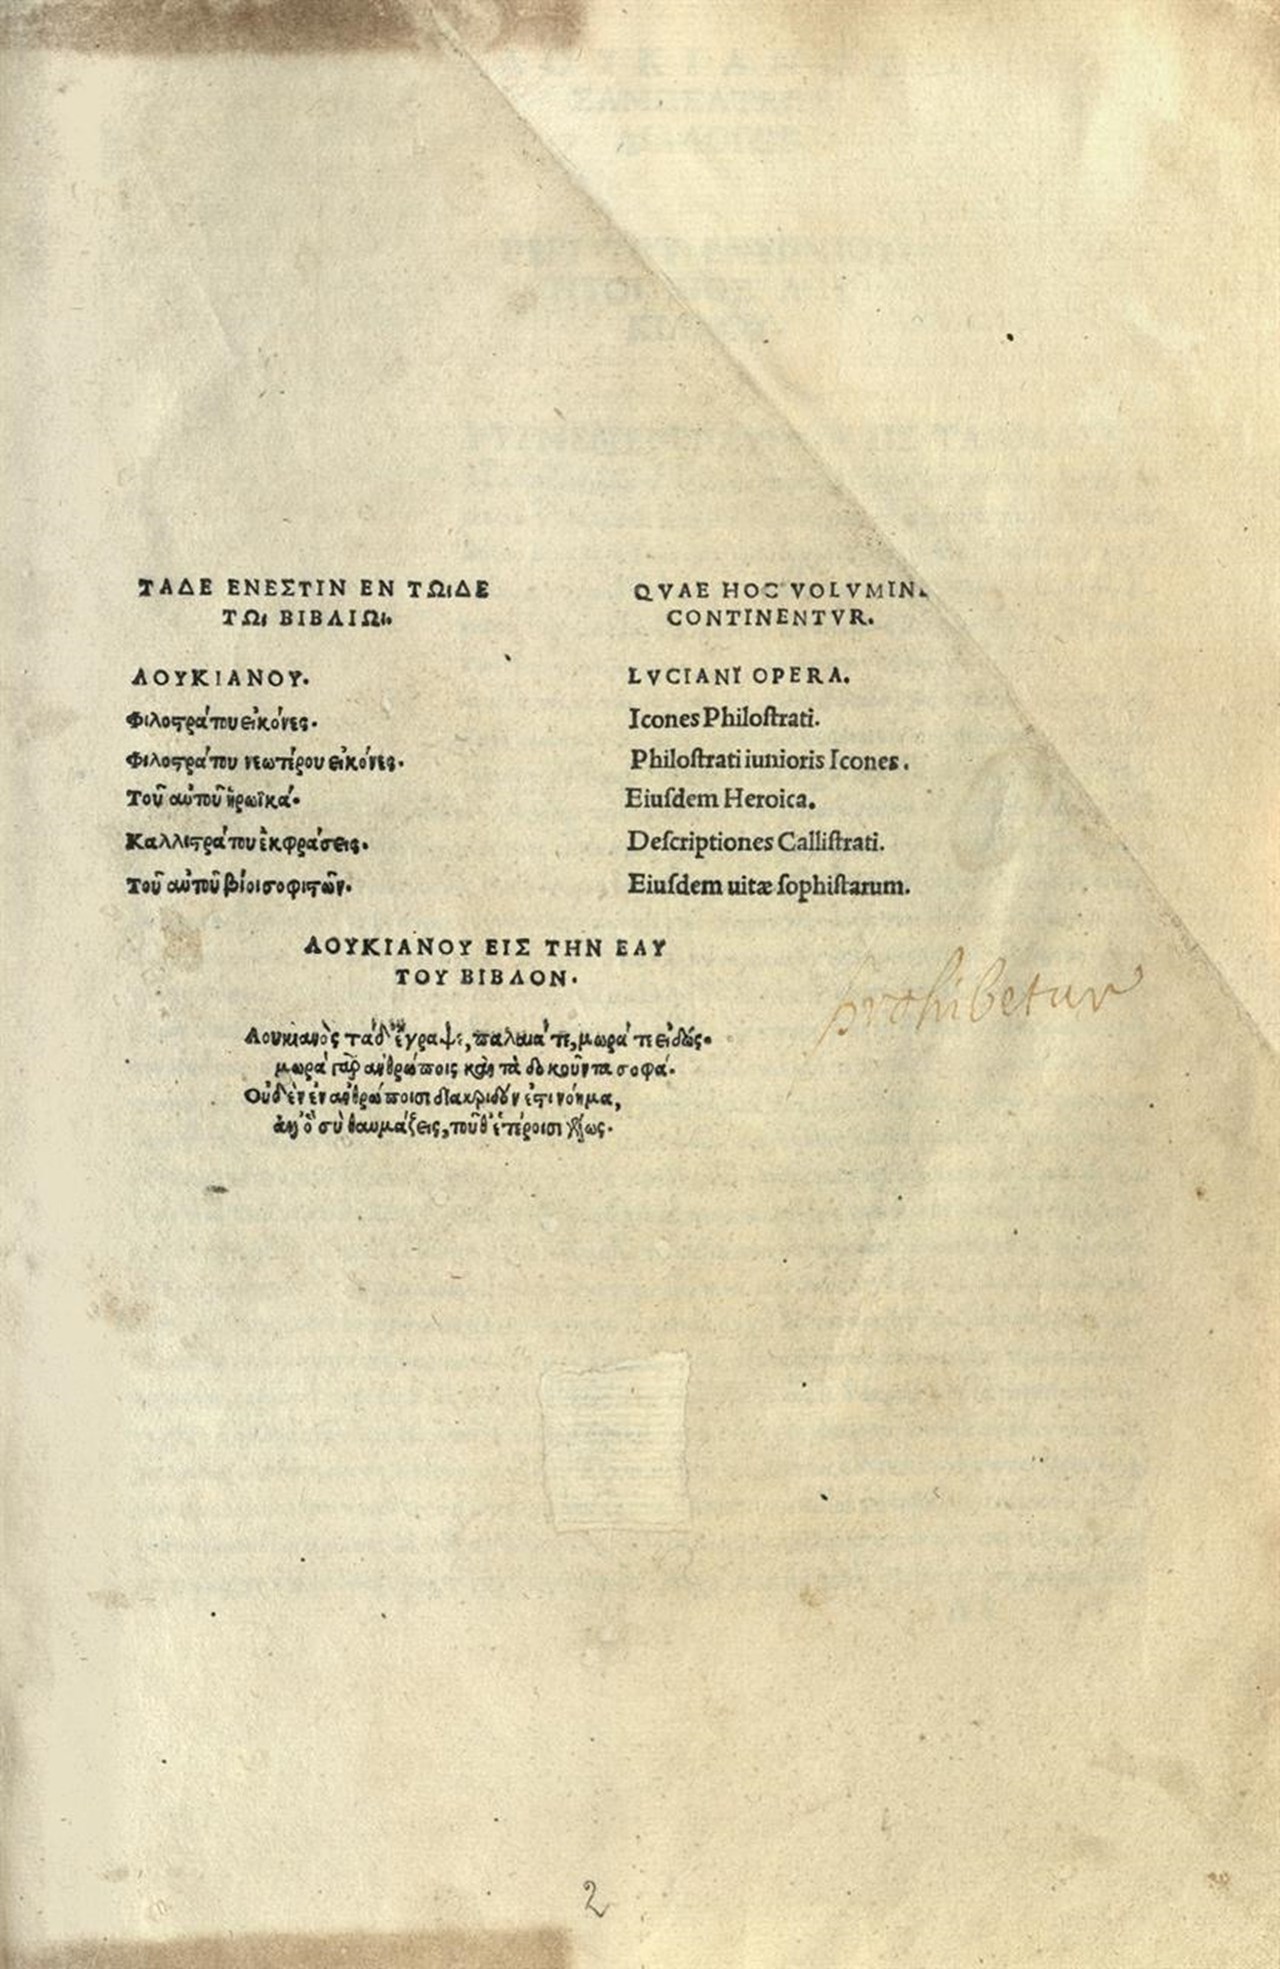 ΤΑΔΕ ΕΝΕΣΤΙΝ ΕΝ ΤΩιΔΕ
ΤΩι ΒΙΒΛΙΩι.
ΛΟΥΚΙΑΝΟΥ.
Φιλοστράτου εἰκόνες.
Φιλοστράτου νεωτέρου εἰκόνες.
Τοῦ αὐτοῦ ἡρωϊκά.
Καλλιστράτου ἐκφράσεις.
Τοῦ αὐτοῦ βίοι σοφιστῶν.
QVAE HOC VOLVMIN
CONTINENTVR.
LVCIANI OPERA.
Icones Philoſtrati.
Philoſtrati iunioris Icones.
Eiuſdem Heroica.
Deſcriptiones Calliſtrati.
Eiuſdem uitæ ſophiſtarum.
ΛΟΥΚΙΑΝΟΥ ΕΙΣ ΤΗΝ ΕΑΥ
ΤΟΥ ΒΙΒΛΟΝ.
Λουκιανὸς τάδ' ἔγραψε, παλαιά τε, μωρά τε εἰδώς.
μωρὰ γὰρ ἀνθρώποις καὶ τὰ δοκοῦντα σοφά.
Οὐδὲν ἐν ἀνθρώποισι διακριδόν ἐστι νόημα,
ἀλλ' ὃ σὺ θαυμάζεις, τοῦθ' ἑτέροισι γέλως.
prohibetur
2